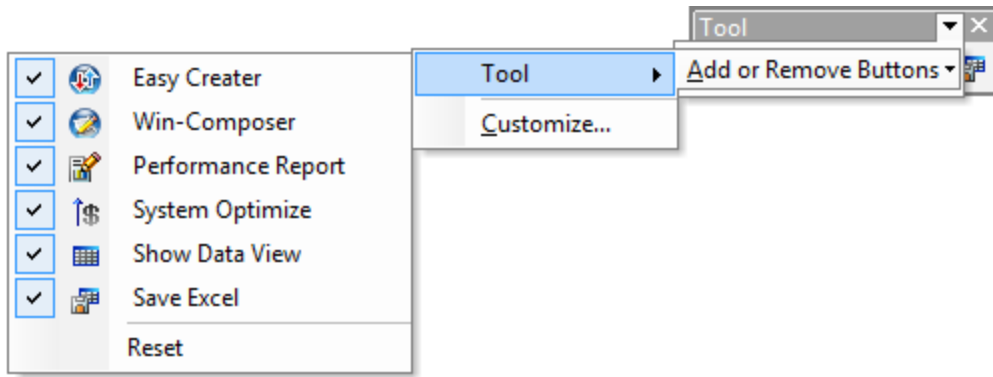 Tool
Add or Remove Buttons
Tool
Customize...
Easy Creater
Win-Composer
Performance Report
System Optimize
Show Data View
Save Excel
Reset